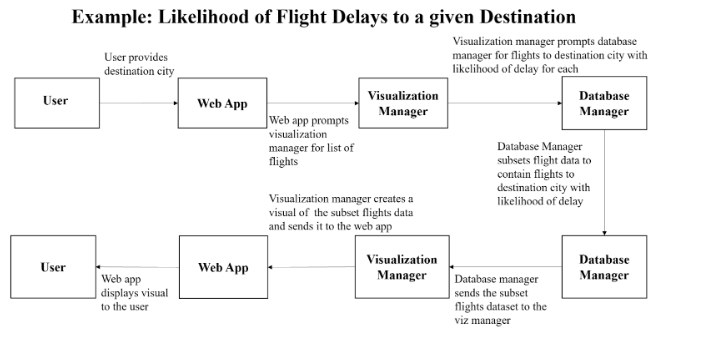 Example: Likelihood of Flight Delays to a given Destination
User provides
destination city
Visualization manager prompts database
manager for flights to destination city with
likelihood of delay for each
User
Web App
Visualization
Manager
Database
Manager
Web app prompts
visualization
manager for list of
flights
Database Manager
subsets flight data to
contain flights to
destination city with
likelihood of delay
Visualization manager creates a
visual of the subset flights data
and sends it to the web app
User
Web App
Visualization
Manager
Database
Manager
Web app
displays visual
to the user
Database manager
sends the subset
flights dataset to the
viz manager